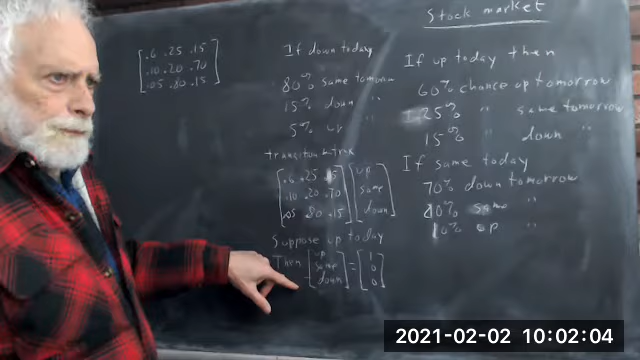 Stock market
.6 .25 .15
.10 .20 .70
.05 .80 .15
If down today
80% same tomorrow
15% down "
5% up "
transition matrix
.6 .25 .15 up
.10 .20 .70 same
.05 .80 .15 down
Suppose up today
Then up 1
same = 0
down 0
If up today then
60% chance up tomorrow
25% " same tomorrow
15% " down "
If same today
70% down tomorrow
20% same "
10% up "
2021-02-02 10:02:04